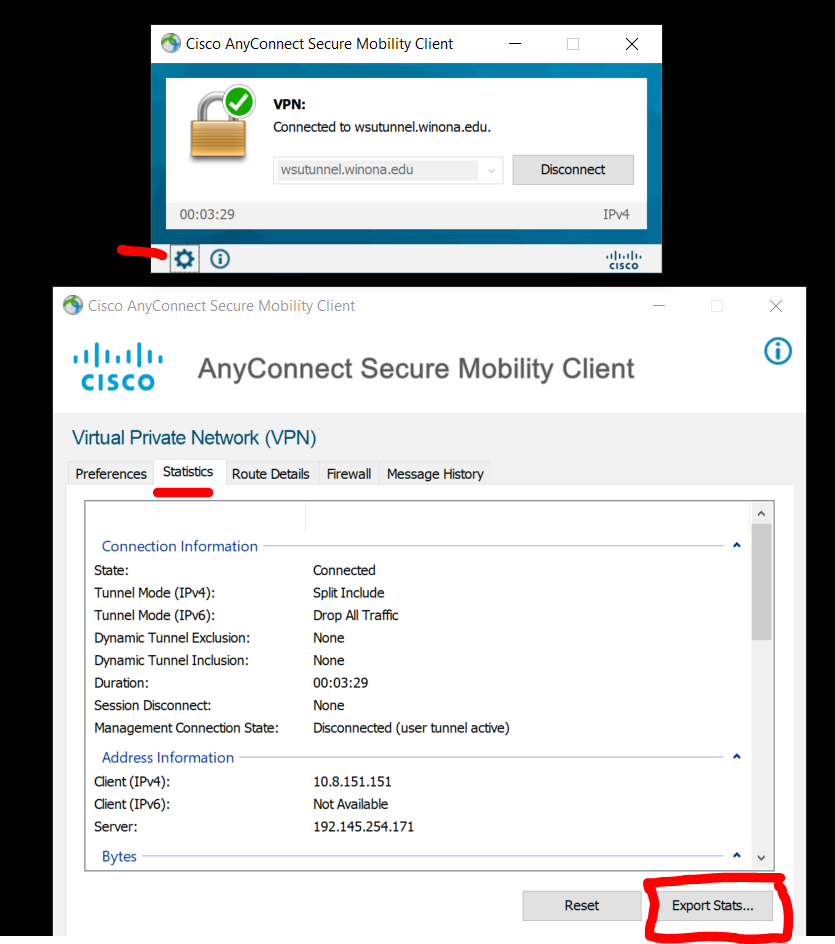 Cisco AnyConnect Secure Mobility Client
VPN:
Connected to wsutunnel.winona.edu.
wsutunnel.winona.edu
Disconnect
00:03:29
IPv4
CISCO
Cisco AnyConnect Secure Mobility Client
CISCO
AnyConnect Secure Mobility Client
Virtual Private Network (VPN)
Preferences Statistics Route Details Firewall Message History
Connection Information
State: Connected
Tunnel Mode (IPv4): Split Include
Tunnel Mode (IPv6): Drop All Traffic
Dynamic Tunnel Exclusion: None
Dynamic Tunnel Inclusion: None
Duration: 00:03:29
Session Disconnect: None
Management Connection State: Disconnected (user tunnel active)
Address Information
Client (IPv4): 10.8.151.151
Client (IPv6): Not Available
Server: 192.145.254.171
Bytes
Reset
Export Stats...